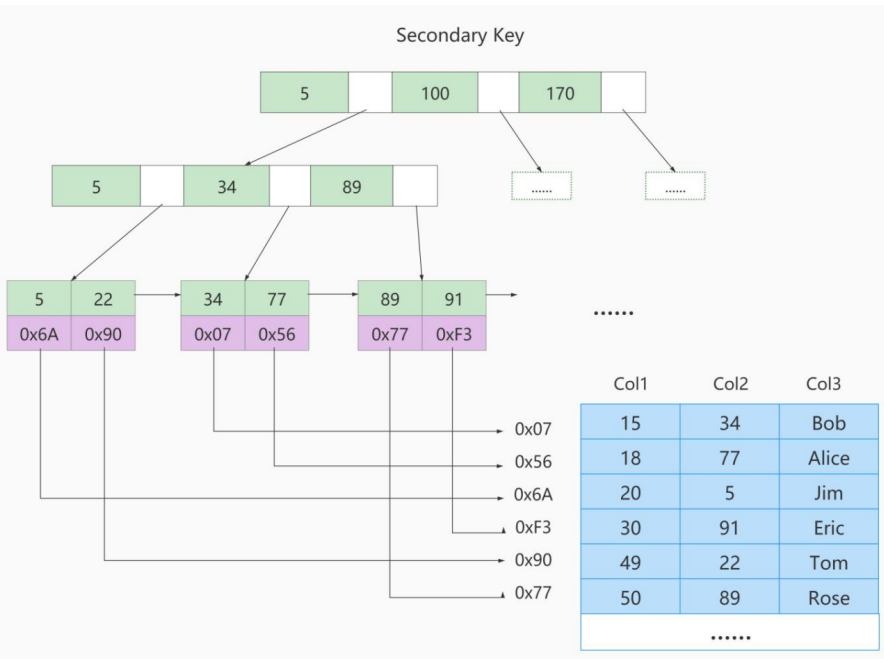 Secondary Key
5 100 170
5 34 89
...... ......
5 22 34 77 89 91
0x6A 0x90 0x07 0x56 0x77 0xF3
......
Col1 Col2 Col3
0x07 15 34 Bob
0x56 18 77 Alice
0x6A 20 5 Jim
0xF3 30 91 Eric
0x90 49 22 Tom
0x77 50 89 Rose
......